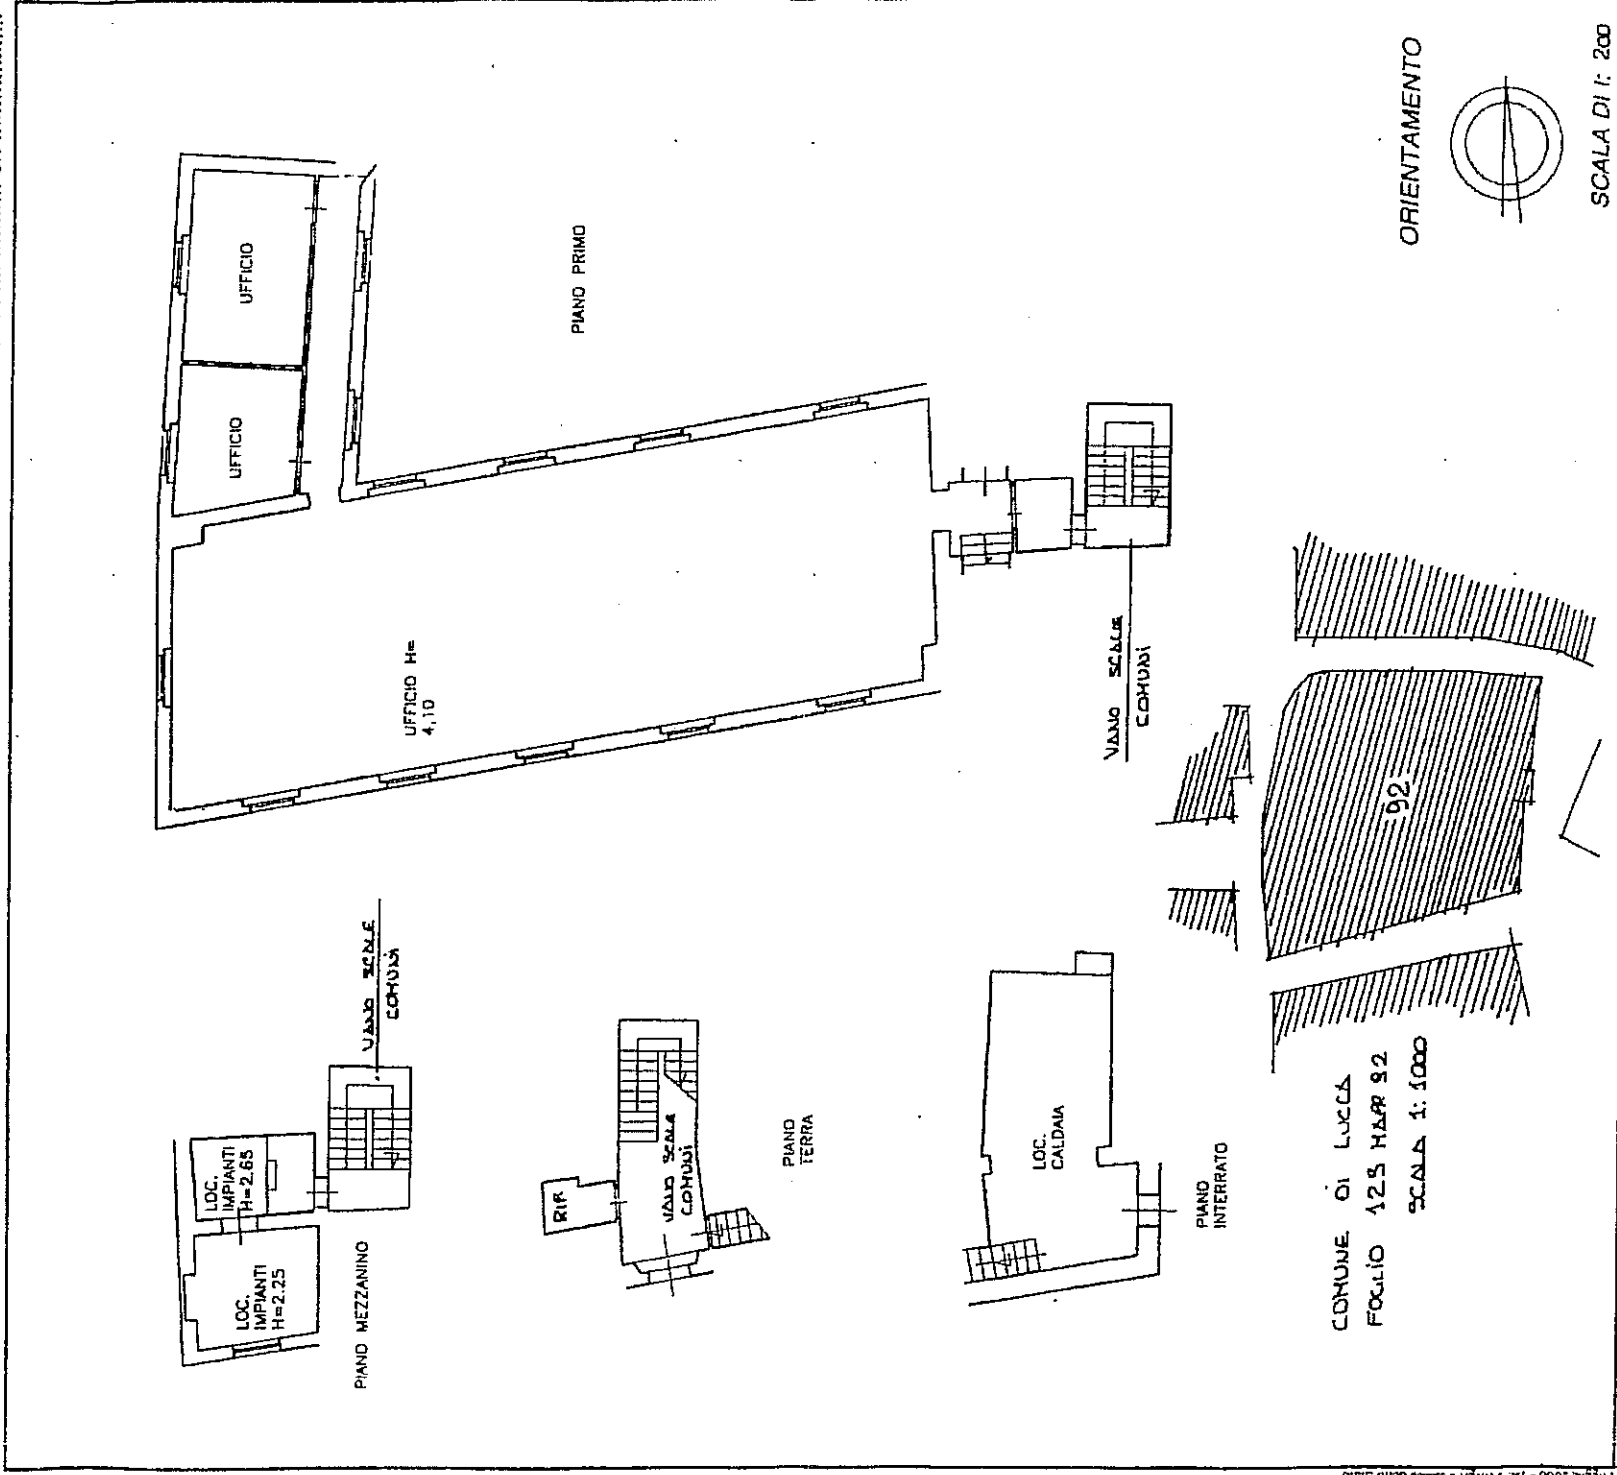 ORIENTAMENTO
SCALA DI 1: 200
UFFICIO
UFFICIO
PIANO PRIMO
UFFICIO H=
4,10
VANO SCALE
COMUNI
VANO SCALE
COMUNI
LOC.
IMPIANTI
H=2.65
LOC.
IMPIANTI
H=2.25
PIANO MEZZANINO
RIP.
VANO SCALE
COMUNI
PIANO
TERRA
LOC.
CALDAIA
PIANO
INTERRATO
92
COMUNE DI LUCCA
FOGLIO 123 MAPP 92
SCALA 1: 1000